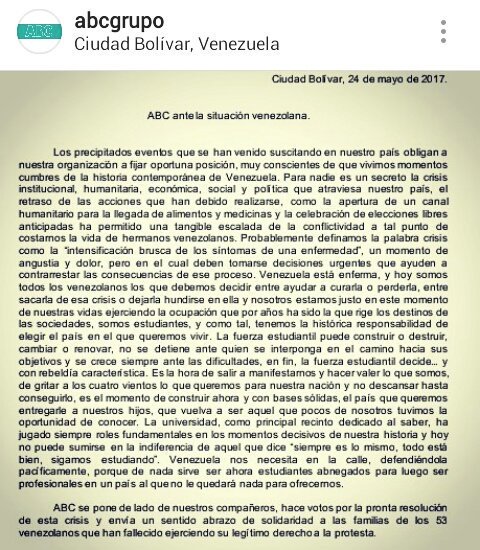 ABC
abcgrupo
Ciudad Bolívar, Venezuela
Ciudad Bolívar, 24 de mayo de 2017.
ABC ante la situación venezolana.
Los precipitados eventos que se han venido suscitando en nuestro país obligan a
nuestra organización a fijar oportuna posición, muy conscientes de que vivimos momentos
cumbres de la historia contemporánea de Venezuela. Para nadie es un secreto la crisis
institucional, humanitaria, económica, social y política que atraviesa nuestro país, el
retraso de las acciones que han debido realizarse, como la apertura de un canal
humanitario para la llegada de alimentos y medicinas y la celebración de elecciones libres
anticipadas ha permitido una tangible escalada de la conflictividad a tal punto de
costarnos la vida de hermanos venezolanos. Probablemente definamos la palabra crisis
como la "intensificación brusca de los síntomas de una enfermedad", un momento de
angustia y dolor, pero en el cual deben tomarse decisiones urgentes que ayuden a
contrarrestar las consecuencias de ese proceso. Venezuela está enferma, y hoy somos
todos los venezolanos los que debemos decidir entre ayudar a curarla o perderla, entre
sacarla de esa crisis o dejarla hundirse en ella y nosotros estamos justo en este momento
de nuestras vidas ejerciendo la ocupación que por años ha sido la que rige los destinos de
las sociedades, somos estudiantes, y como tal, tenemos la histórica responsabilidad de
elegir el país en el que queremos vivir. La fuerza estudiantil puede construir o destruir,
cambiar o renovar, no se detiene ante quien se interponga en el camino hacia sus
objetivos y se crece siempre ante las dificultades, en fin, la fuerza estudiantil decide... y
con rebeldía característica. Es la hora de salir a manifestarnos y hacer valer lo que somos,
de gritar a los cuatro vientos lo que queremos para nuestra nación y no descansar hasta
conseguirlo, es el momento de construir ahora y con bases sólidas, el país que queremos
entregarle a nuestros hijos, que vuelva a ser aquel que pocos de nosotros tuvimos la
oportunidad de conocer. La universidad, como principal recinto dedicado al saber, ha
jugado siempre roles fundamentales en los momentos decisivos de nuestra historia y hoy
no puede sumirse en la indiferencia de aquel que dice "siempre es lo mismo, todo está
bien, sigamos estudiando". Venezuela nos necesita en la calle, defendiéndola
pacíficamente, porque de nada sirve ser ahora estudiantes abnegados para luego ser
profesionales en un país al que no le quedará nada para ofrecernos.
ABC se pone de lado de nuestros compañeros, hace votos por la pronta resolución
de esta crisis y envía un sentido abrazo de solidaridad a las familias de los 53
venezolanos que han fallecido ejerciendo su legítimo derecho a la protesta.